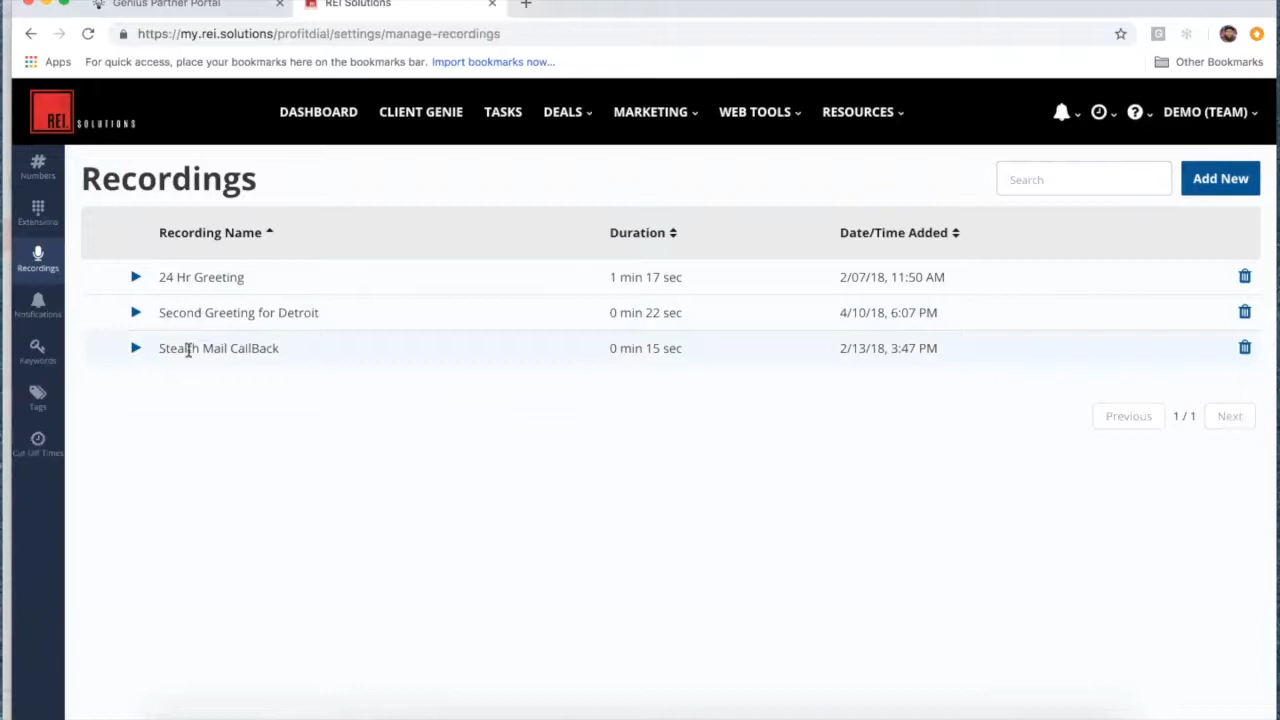 Genius Partner Portal
REI Solutions
https://my.rei.solutions/profitdial/settings/manage-recordings
Apps For quick access, place your bookmarks here on the bookmarks bar. Import bookmarks now... Other Bookmarks
REI. SOLUTIONS DASHBOARD CLIENT GENIE TASKS DEALS MARKETING WEB TOOLS RESOURCES DEMO (TEAM)
Numbers
Extensions
Recordings
Notifications
Keywords
Tags
Cut-Off Times
Recordings
Search
Add New
Recording Name Duration Date/Time Added
24 Hr Greeting 1 min 17 sec 2/07/18, 11:50 AM
Second Greeting for Detroit 0 min 22 sec 4/10/18, 6:07 PM
Stealth Mail CallBack 0 min 15 sec 2/13/18, 3:47 PM
Previous 1 / 1 Next